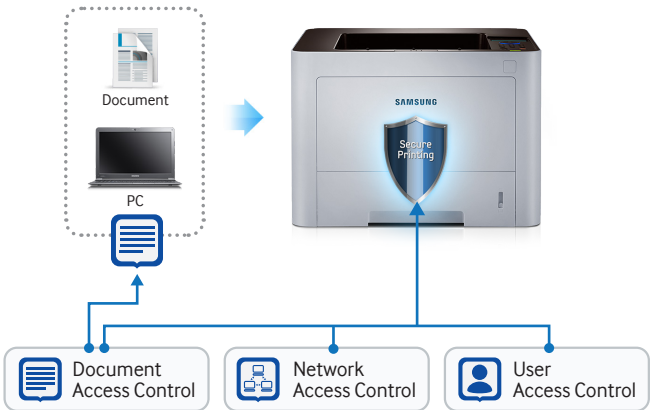 Document
PC
SAMSUNG
Secure
Printing
Document
Access Control
Network
Access Control
User
Access Control